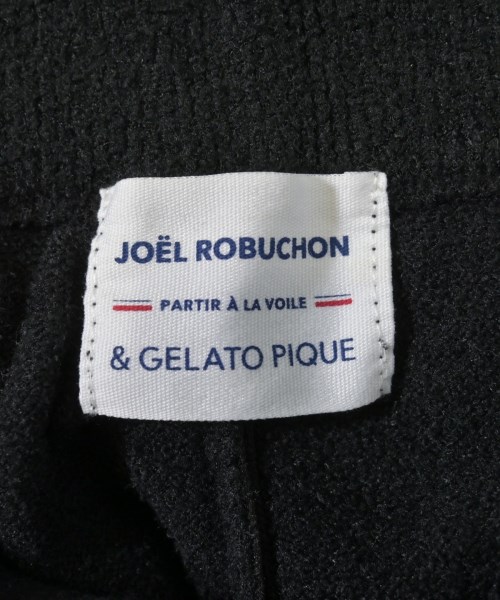 JOËL ROBUCHON
PARTIR À LA VOILE
& GELATO PIQUE